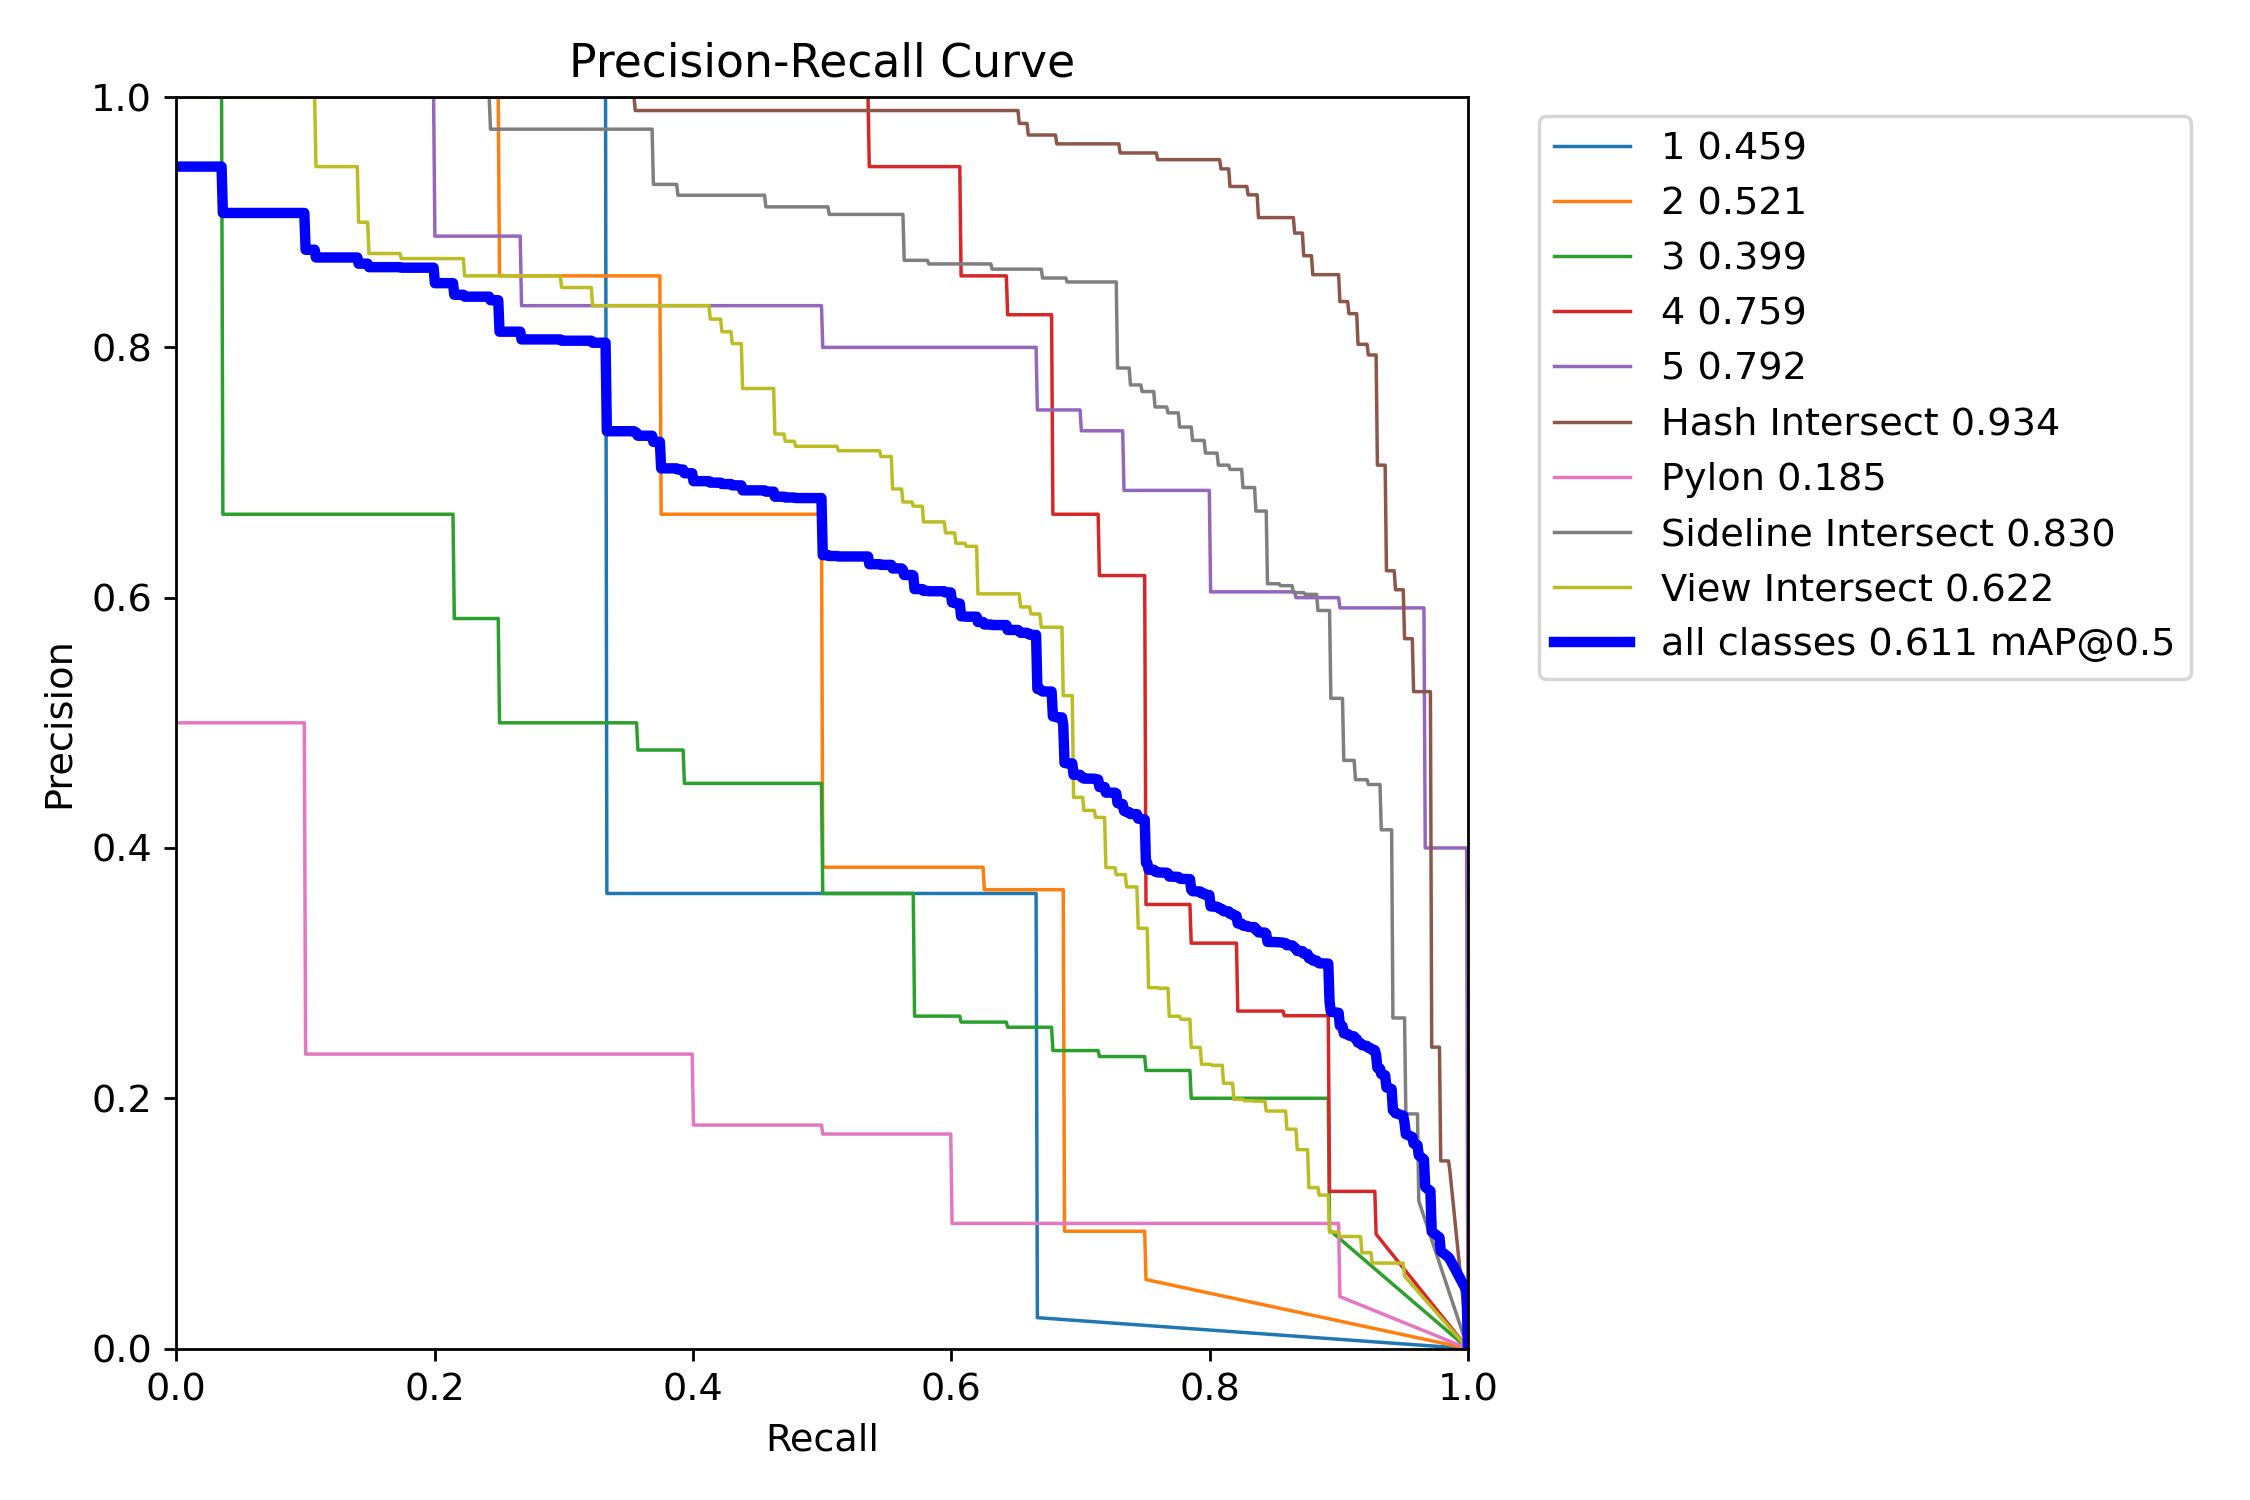 Precision-Recall Curve
1.0
0.8
0.6
0.4
0.2
0.0
Precision
0.0 0.2 0.4 0.6 0.8 1.0
Recall
1 0.459
2 0.521
3 0.399
4 0.759
5 0.792
Hash Intersect 0.934
Pylon 0.185
Sideline Intersect 0.830
View Intersect 0.622
all classes 0.611 mAP@0.5